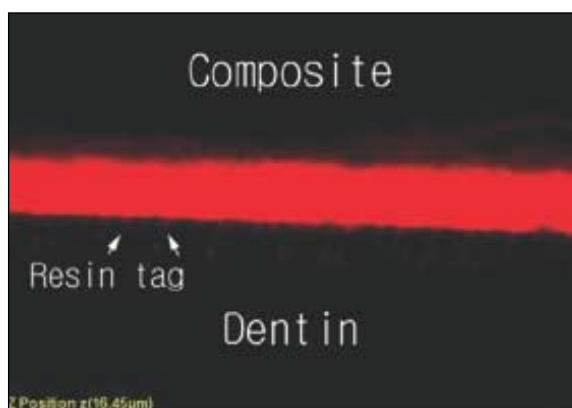 Composite
Resin tag
Dentin
Z Position z(16.45um)